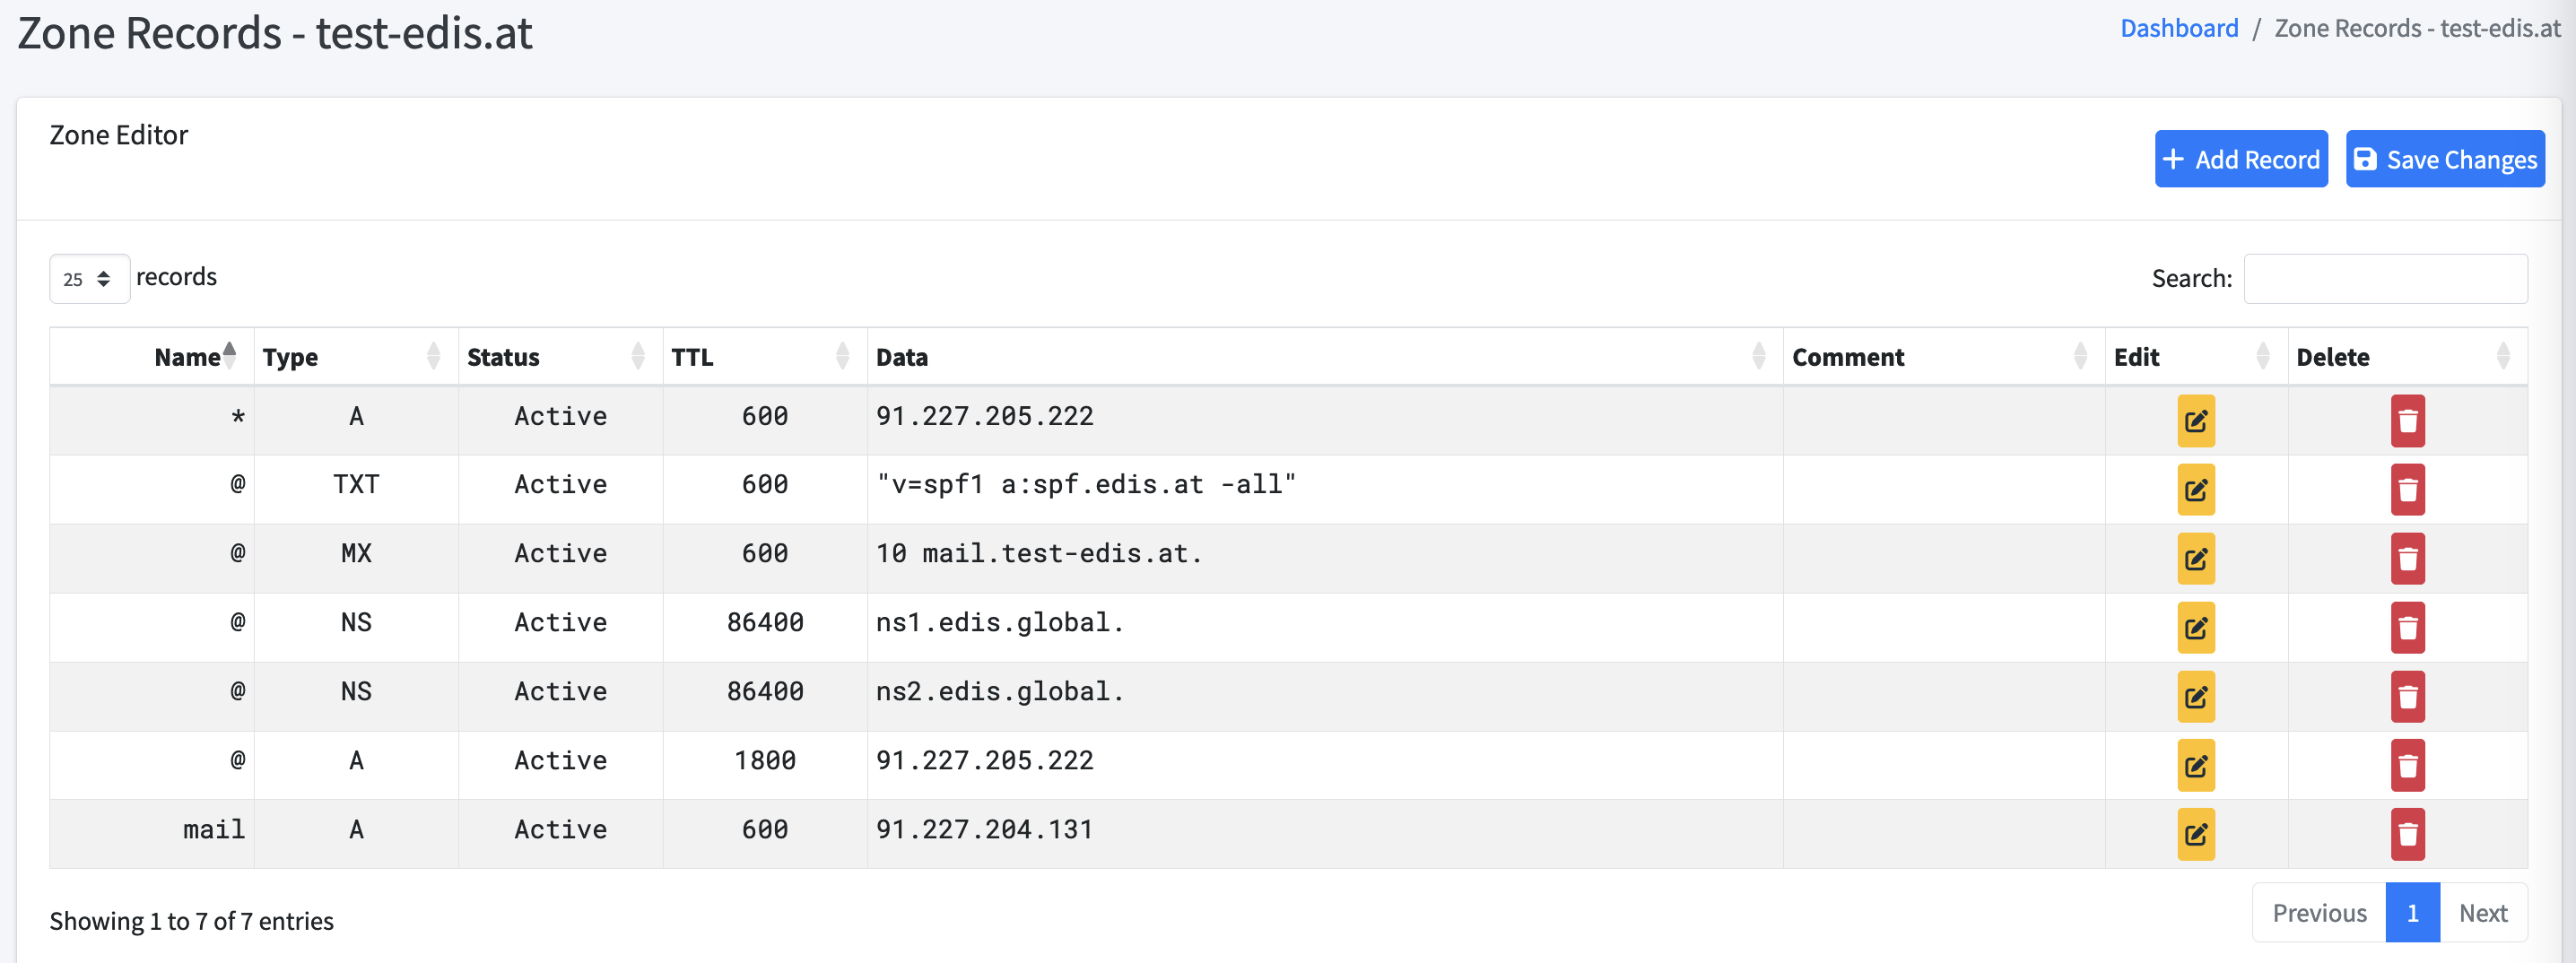 Zone Records - test-edis.at
Dashboard / Zone Records - test-edis.at
Zone Editor
+ Add Record Save Changes
25 records Search:
Name Type Status TTL Data Comment Edit Delete
* A Active 600 91.227.205.222
@ TXT Active 600 "v=spf1 a:spf.edis.at -all"
@ MX Active 600 10 mail.test-edis.at.
@ NS Active 86400 ns1.edis.global.
@ NS Active 86400 ns2.edis.global.
@ A Active 1800 91.227.205.222
mail A Active 600 91.227.204.131
Showing 1 to 7 of 7 entries
Previous 1 Next